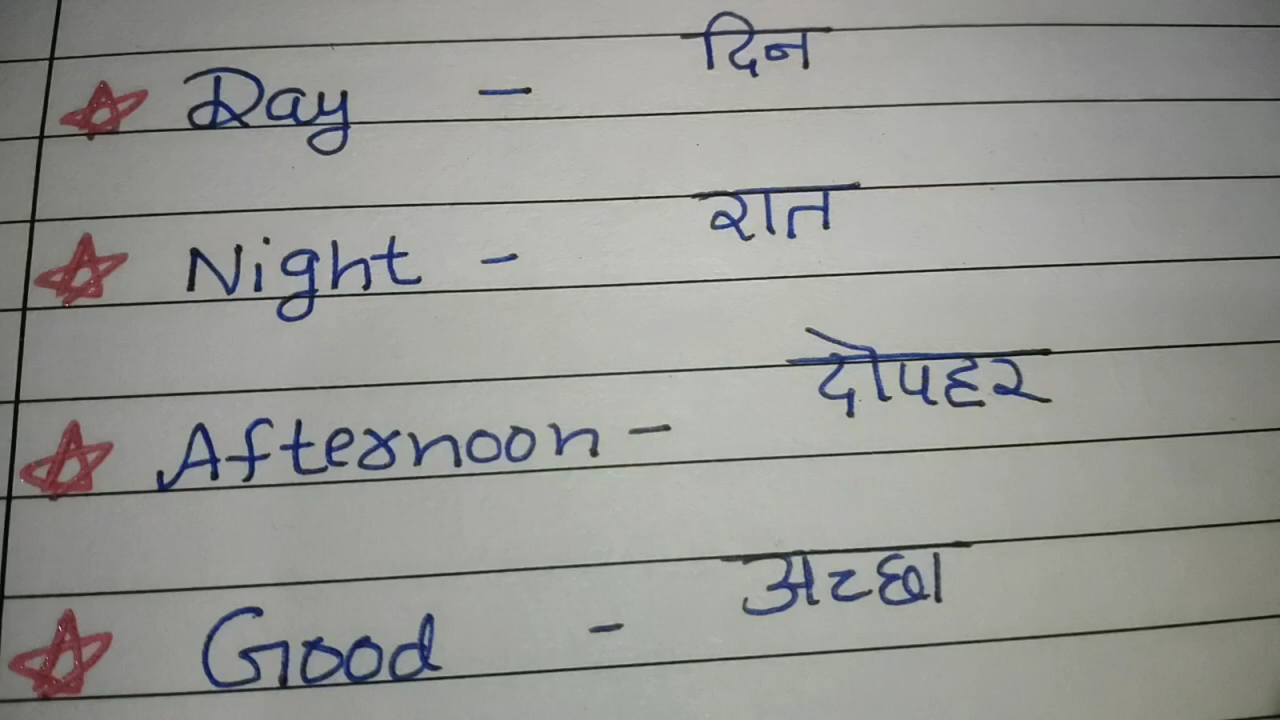 Day - दिन
Night - रात
Afternoon - दोपहर
Good - अच्छा